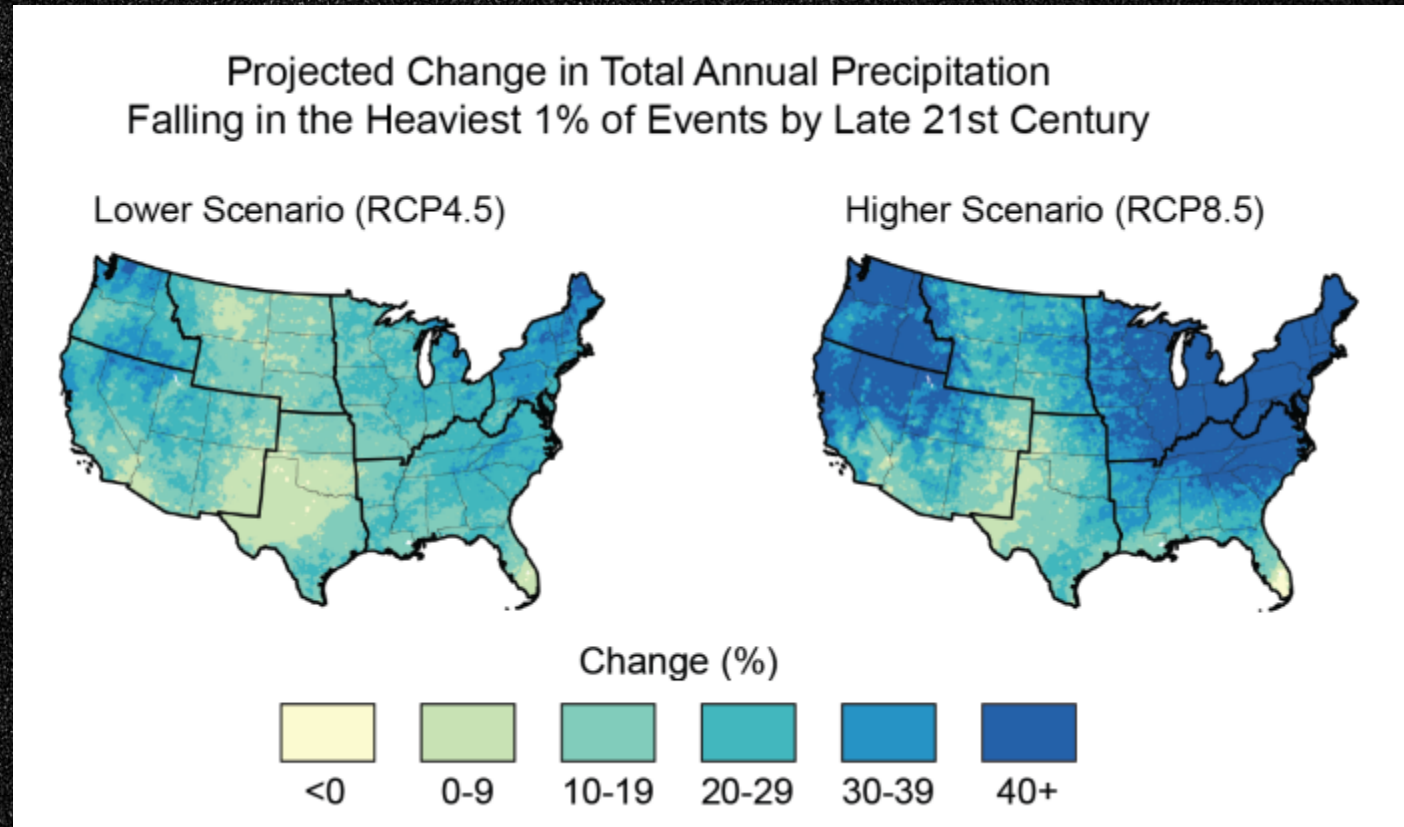 Projected Change in Total Annual Precipitation
Falling in the Heaviest 1% of Events by Late 21st Century
Lower Scenario (RCP4.5)
Higher Scenario (RCP8.5)
Change (%)
<0
0-9
10-19
20-29
30-39
40+